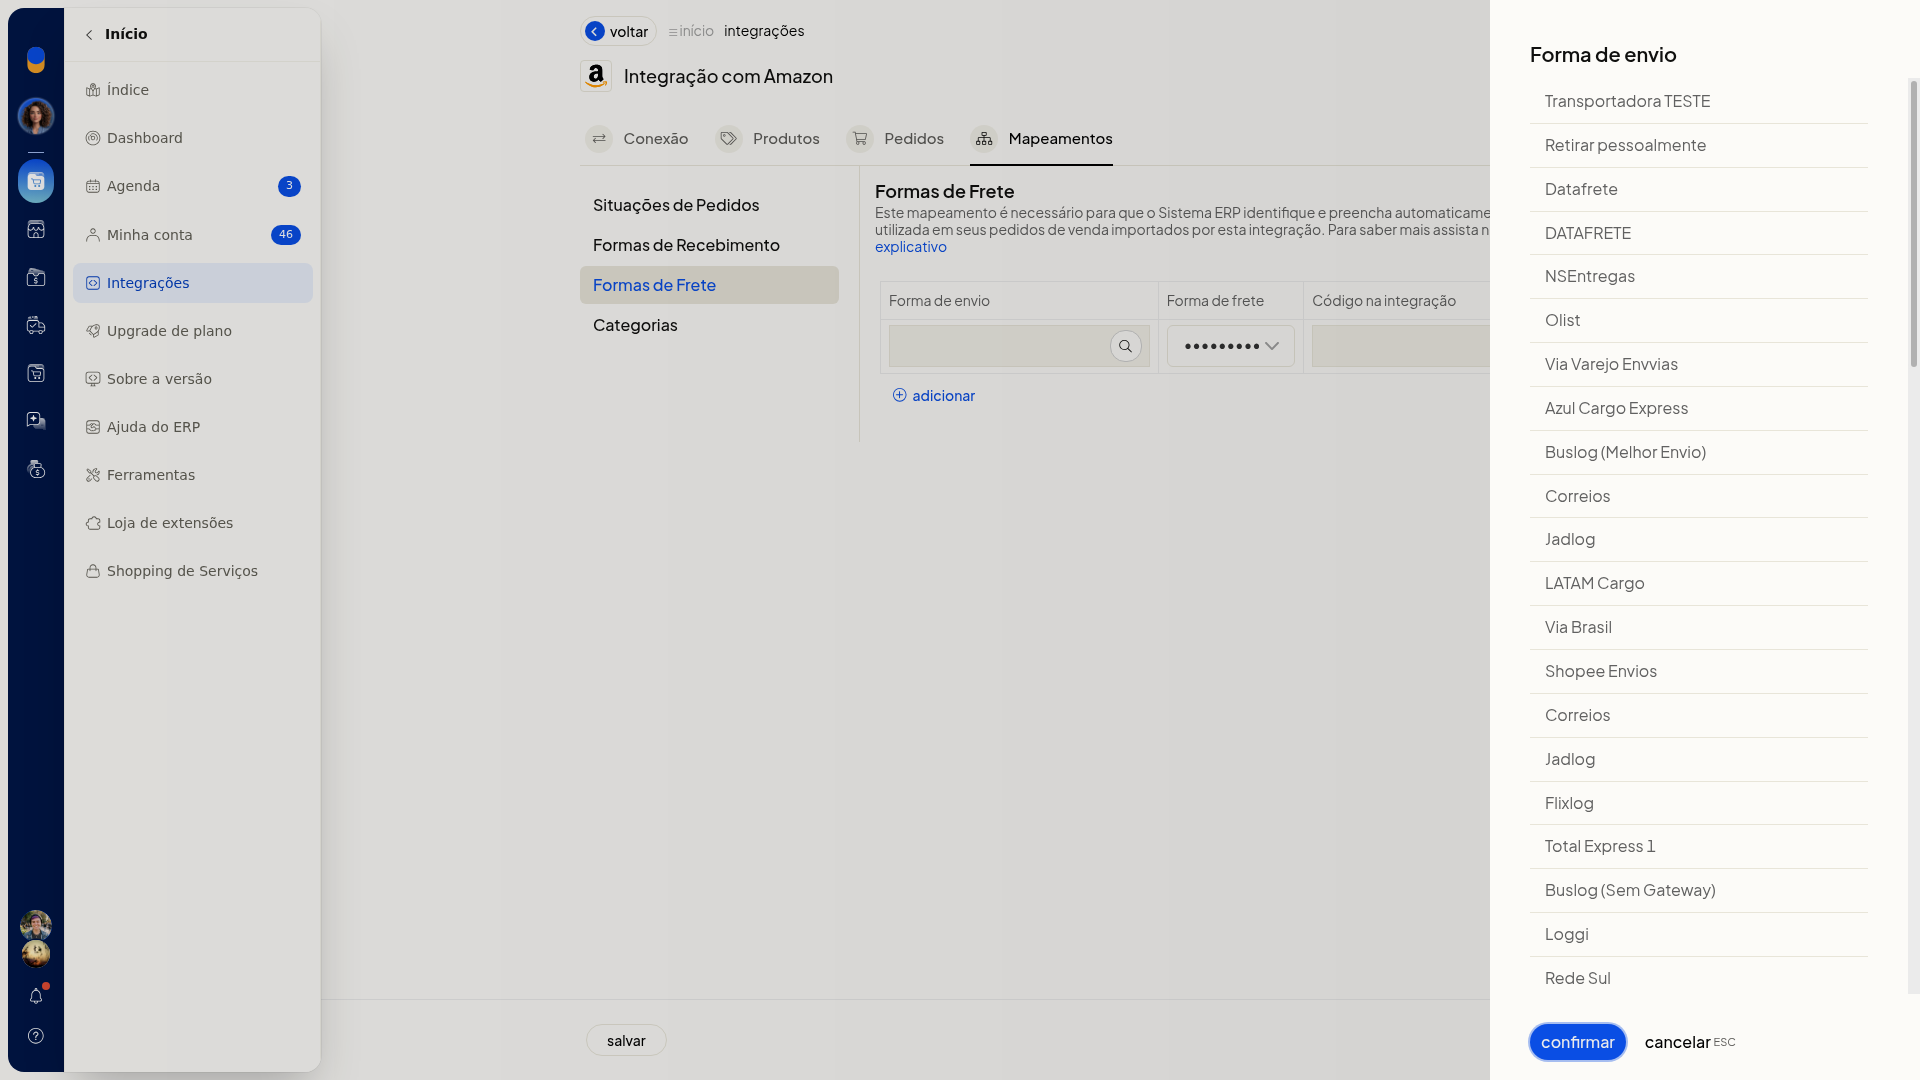 Início
Índice
Dashboard
Agenda
3
Minha conta
46
Integrações
Upgrade de plano
Sobre a versão
Ajuda do ERP
Ferramentas
Loja de extensões
Shopping de Serviços
voltar
início
integrações
Integração com Amazon
Conexão
Produtos
Pedidos
Mapeamentos
Situações de Pedidos
Formas de Recebimento
Formas de Frete
Categorias
Formas de Frete
Este mapeamento é necessário para que o Sistema ERP identifique e preencha automaticame
utilizada em seus pedidos de venda importados por esta integração. Para saber mais assista n
explicativo
Forma de envio
Forma de frete
Código na integração
•••••••••
adicionar
salvar
Forma de envio
Transportadora TESTE
Retirar pessoalmente
Datafrete
DATAFRETE
NSEntregas
Olist
Via Varejo Envvias
Azul Cargo Express
Buslog (Melhor Envio)
Correios
Jadlog
LATAM Cargo
Via Brasil
Shopee Envios
Correios
Jadlog
Flixlog
Total Express 1
Buslog (Sem Gateway)
Loggi
Rede Sul
confirmar
cancelar ESC